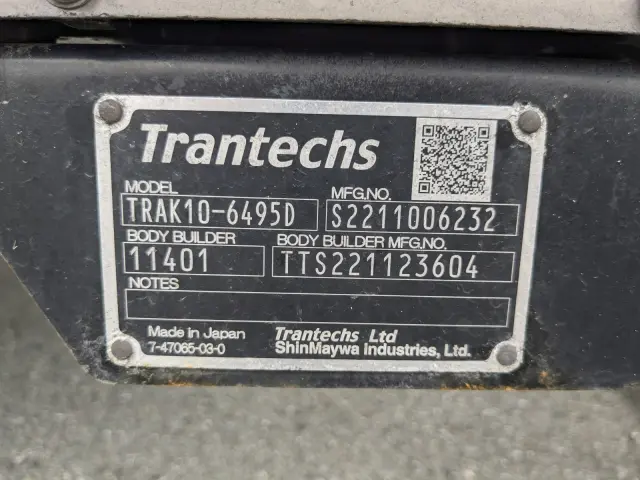 Trantechs
MODEL MFG.NO.
TRAK10-6495D S2211006232
BODY BUILDER BODY BUILDER MFG.NO.
11401 TTS221123604
NOTES
Made in Japan Trantechs Ltd
7-47065-03-0 ShinMaywa Industries, Ltd.